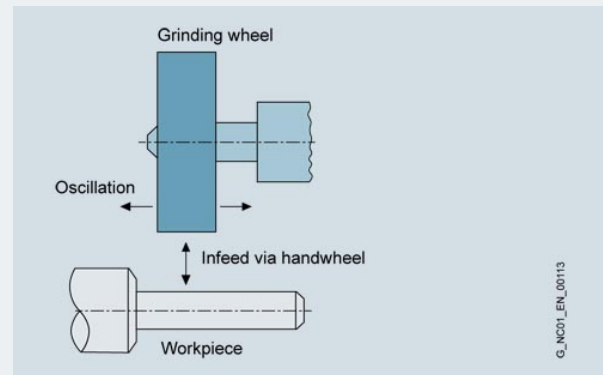 Grinding wheel
Oscillation
Infeed via handwheel
Workpiece
G_NC01_EN_00113